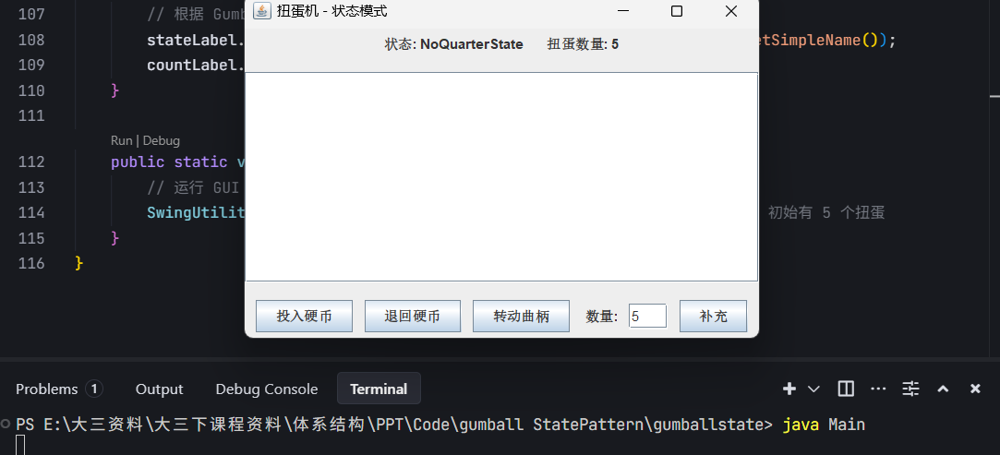 扭蛋机 - 状态模式
107 // 根据 Gumb
108 stateLabel. etSimpleName());
109 countLabel.
110 }
111
状态: NoQuarterState 扭蛋数量: 5
Run | Debug
112 public static v
113 // 运行 GUI
114 SwingUtilit 初始有 5 个扭蛋
115 }
116 }
投入硬币 退回硬币 转动曲柄 数量: 5 补充
Problems 1 Output Debug Console Terminal
PS E:\大三资料\大三下课程资料\体系结构\PPT\Code\gumball StatePattern\gumballstate> java Main